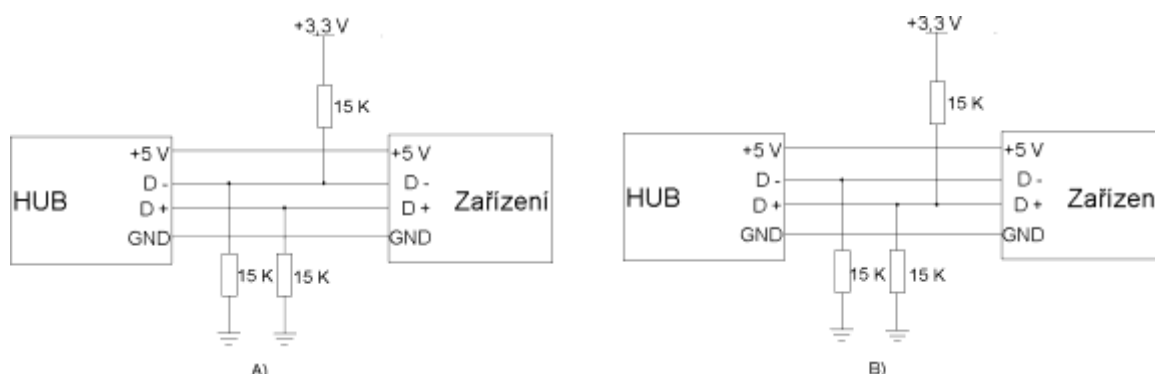 +3,3 V
15 K
HUB
+5 V
D -
D +
GND
+5 V
D -
D +
GND
Zařízení
15 K
15 K
A)
+3,3 V
15 K
HUB
+5 V
D -
D +
GND
+5 V
D -
D +
GND
Zařízen
15 K
15 K
B)